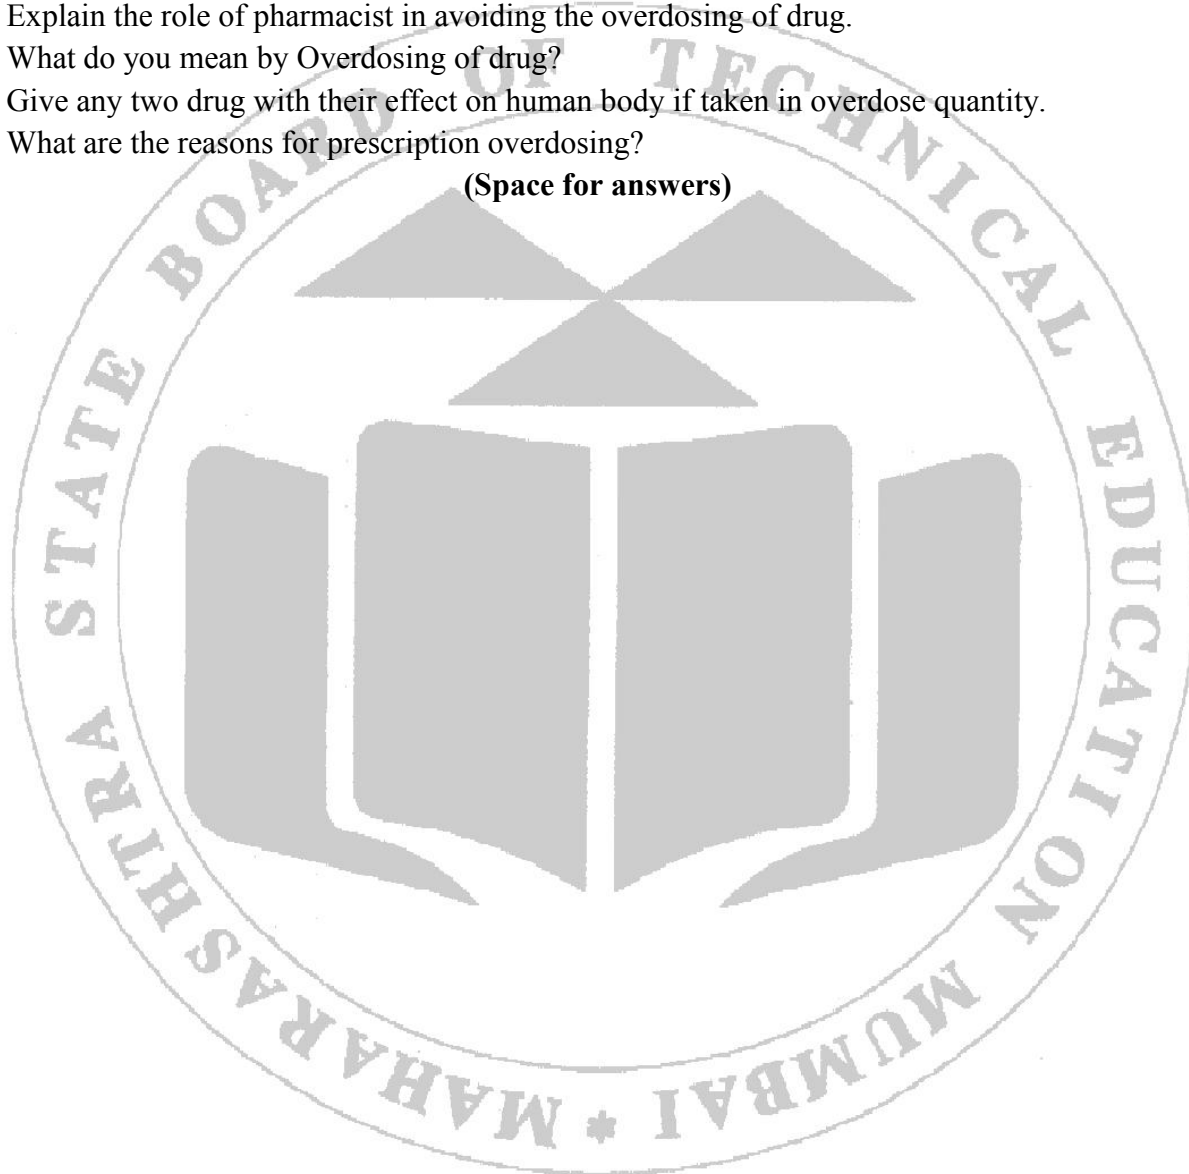 Explain the role of pharmacist in avoiding the overdosing of drug.
What do you mean by Overdosing of drug?
Give any two drug with their effect on human body if taken in overdose quantity.
What are the reasons for prescription overdosing?
(Space for answers)
MAHARASHTRA STATE BOARD OF TECHNICAL EDUCATION MUMBAI *